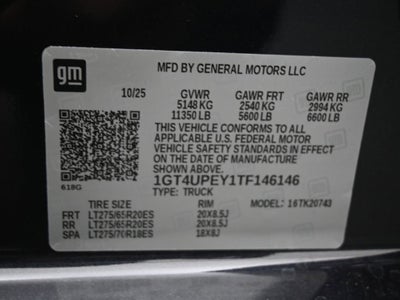 gm
MFD BY GENERAL MOTORS LLC
10/25 GVWR GAWR FRT GAWR RR
5148 KG 2540 KG 2994 KG
11350 LB 5600 LB 6600 LB
THIS VEHICLE CONFORMS TO ALL
APPLICABLE U.S. FEDERAL MOTOR
VEHICLE SAFETY STANDARDS IN
EFFECT ON THE DATE OF MANUFACTURE
SHOWN ABOVE.
618G 1GT4UPEY1TF146146
TYPE: TRUCK
TIRE SIZE RIM MODEL: 16TK20743
FRT LT275/65R20ES 20X8.5J
RR LT275/65R20ES 20X8.5J
SPA LT275/70R18ES 18X8J